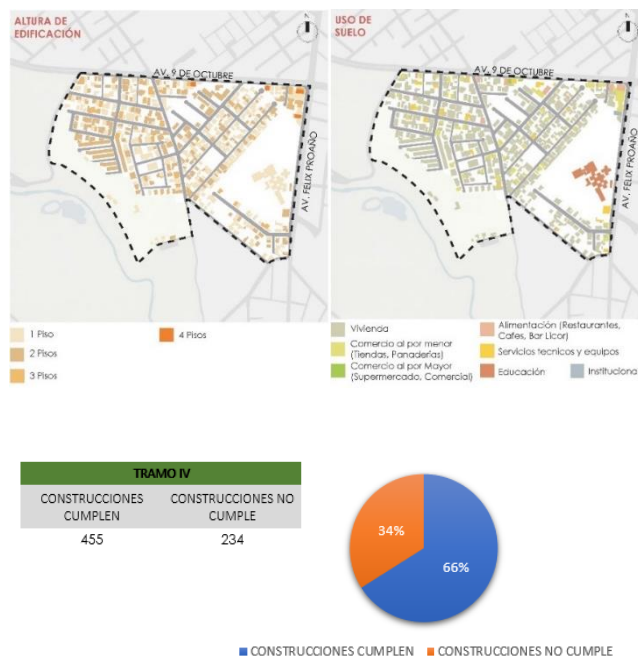 ALTURA DE
EDIFICACIÓN
AV. 9 DE OCTUBRE
AV. FELIX PROAÑO
1 Piso
2 Pisos
3 Pisos
4 Pisos
USO DE
SUELO
AV. 9 DE OCTUBRE
AV. FELIX PROAÑO
Vivienda
Comercio al por menor
(Tiendas, Panaderías)
Comercio al por Mayor
(Supermercado, Comercial)
Alimentación (Restaurantes,
Cafes, Bar Licor)
Servicios tecnicos y equipos
Educación
Instituciona
TRAMO IV
CONSTRUCCIONES
CUMPLEN
CONSTRUCCIONES NO
CUMPLE
455
234
34%
66%
CONSTRUCCIONES CUMPLEN
CONSTRUCCIONES NO CUMPLE